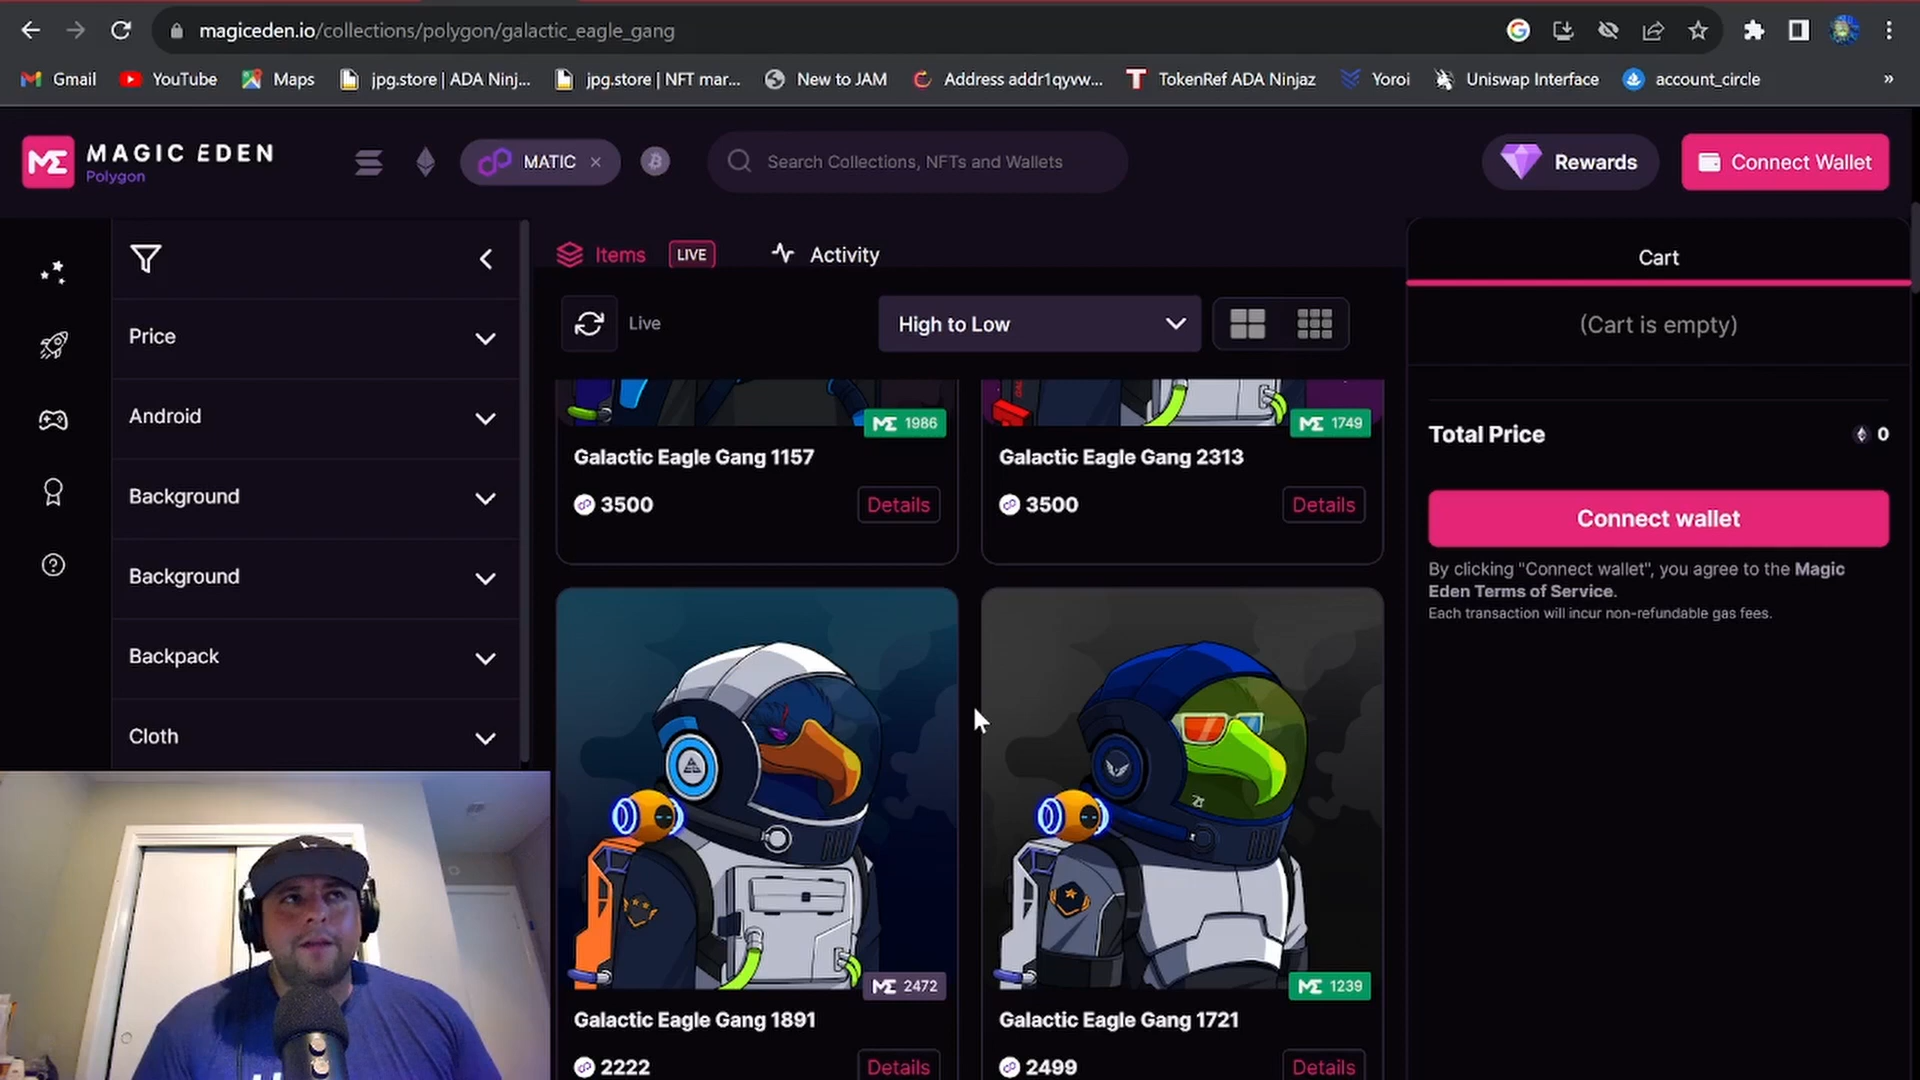 magiceden.io/collections/polygon/galactic_eagle_gang
Gmail
YouTube
Maps
jpg.store | ADA Ninj...
jpg.store | NFT mar...
New to JAM
Address addr1qyvw...
TokenRef ADA Ninjaz
Yoroi
Uniswap Interface
account_circle
»
MAGIC EDEN
Polygon
MATIC
Search Collections, NFTs and Wallets
Rewards
Connect Wallet
Price
Android
Background
Background
Backpack
Cloth
Items
LIVE
Activity
Live
High to Low
ME 1986
Galactic Eagle Gang 1157
3500
Details
ME 1749
Galactic Eagle Gang 2313
3500
Details
ME 2472
Galactic Eagle Gang 1891
2222
Details
ME 1239
Galactic Eagle Gang 1721
2499
Details
Cart
(Cart is empty)
Total Price
0
Connect wallet
By clicking "Connect wallet", you agree to the Magic
Eden Terms of Service.
Each transaction will incur non-refundable gas fees.